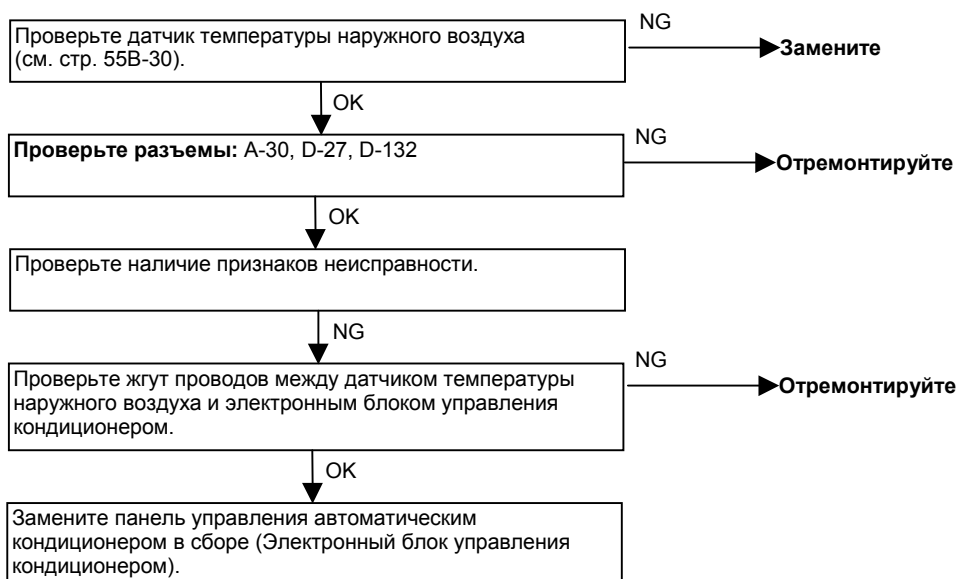 Проверьте датчик температуры наружного воздуха
(см. стр. 55B-30).
NG
Замените
OK
Проверьте разъемы: A-30, D-27, D-132
NG
Отремонтируйте
OK
Проверьте наличие признаков неисправности.
NG
Проверьте жгут проводов между датчиком температуры
наружного воздуха и электронным блоком управления
кондиционером.
NG
Отремонтируйте
OK
Замените панель управления автоматическим
кондиционером в сборе (Электронный блок управления
кондиционером).